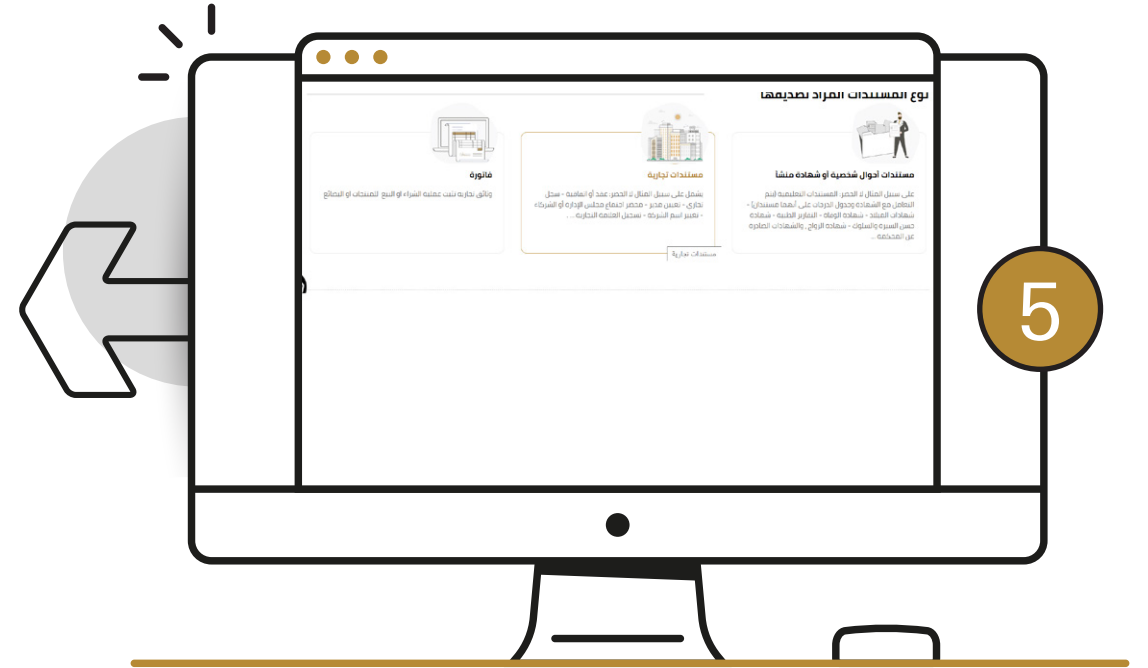 نوع المستندات المراد تصديقها
مستندات أحوال شخصية أو شهادة منشأ
على سبيل المثال لا الحصر: المستندات التعليمية (يتم
التعامل مع الشهادة وجدول الدرجات على أنهما مستندان) -
شهادات الميلاد - شهادة الوفاة - التقارير الطبية - شهادة
حسن السيرة والسلوك - شهادة الزواج , والشهادات الصادرة
عن المحكمة ...
مستندات تجارية
يشمل على سبيل المثال لا الحصر: عقد أو اتفاقية - سجل
تجاري - تعيين مدير - محضر اجتماع مجلس الإدارة أو الشركاء
- تغيير اسم الشركة - تسجيل العلامة التجارية ... .
مستندات تجارية
فاتورة
وثائق تجارية تثبت عملية الشراء او البيع للمنتجات او البضائع
5